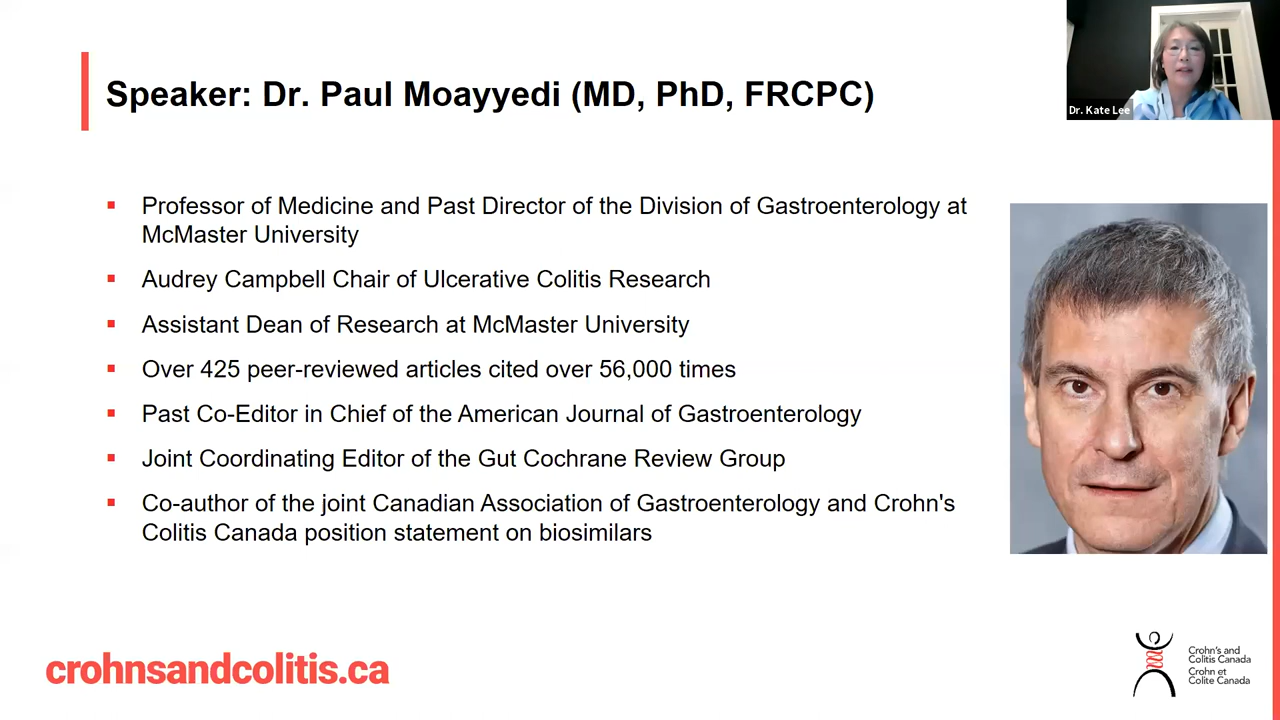 Speaker: Dr. Paul Moayyedi (MD, PhD, FRCPC)
Dr. Kate Lee
Professor of Medicine and Past Director of the Division of Gastroenterology at
McMaster University
Audrey Campbell Chair of Ulcerative Colitis Research
Assistant Dean of Research at McMaster University
Over 425 peer-reviewed articles cited over 56,000 times
Past Co-Editor in Chief of the American Journal of Gastroenterology
Joint Coordinating Editor of the Gut Cochrane Review Group
Co-author of the joint Canadian Association of Gastroenterology and Crohn's
Colitis Canada position statement on biosimilars
crohnsandcolitis.ca
Crohn's and
Colitis Canada
Crohn et
Colite Canada